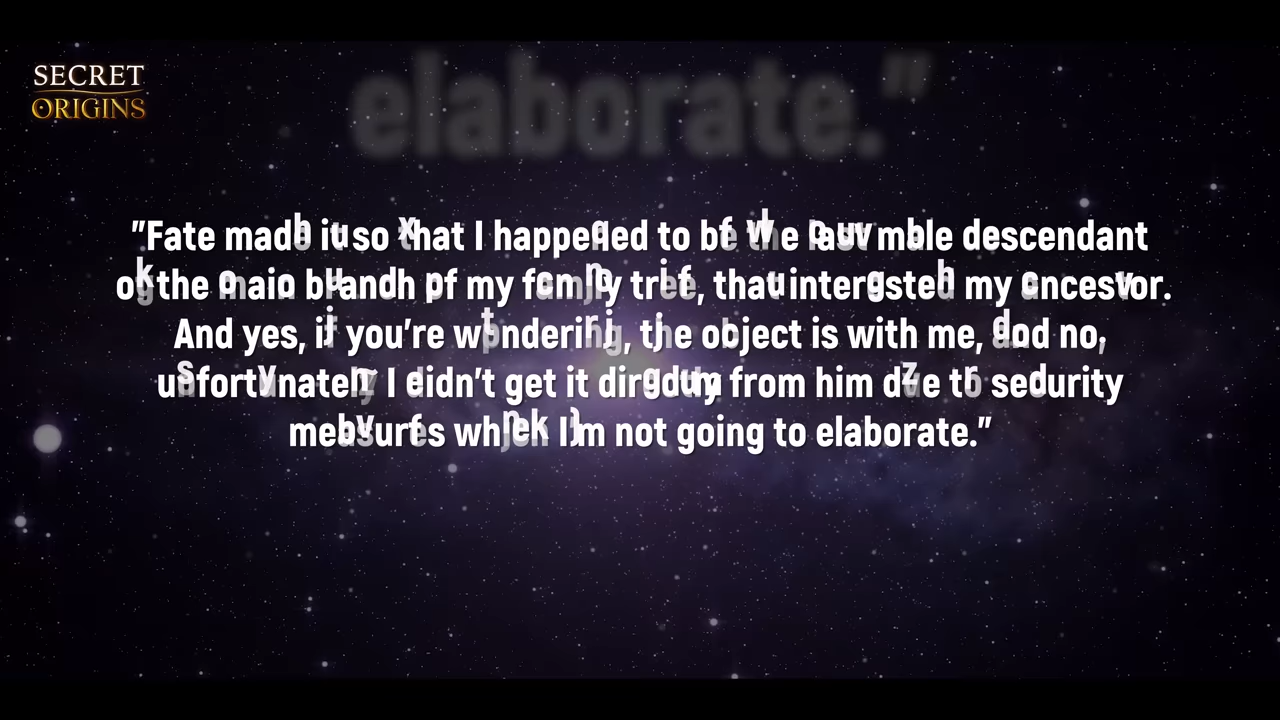 SECRET
ORIGINS
elaborate."
"Fate made it so that I happened to be the last male descendant
of the main branch of my family tree, that interested my ancestor.
And yes, if you're wondering, the object is with me, and no,
unfortunately I didn't get it directly from him due to security
measures which I'm not going to elaborate."